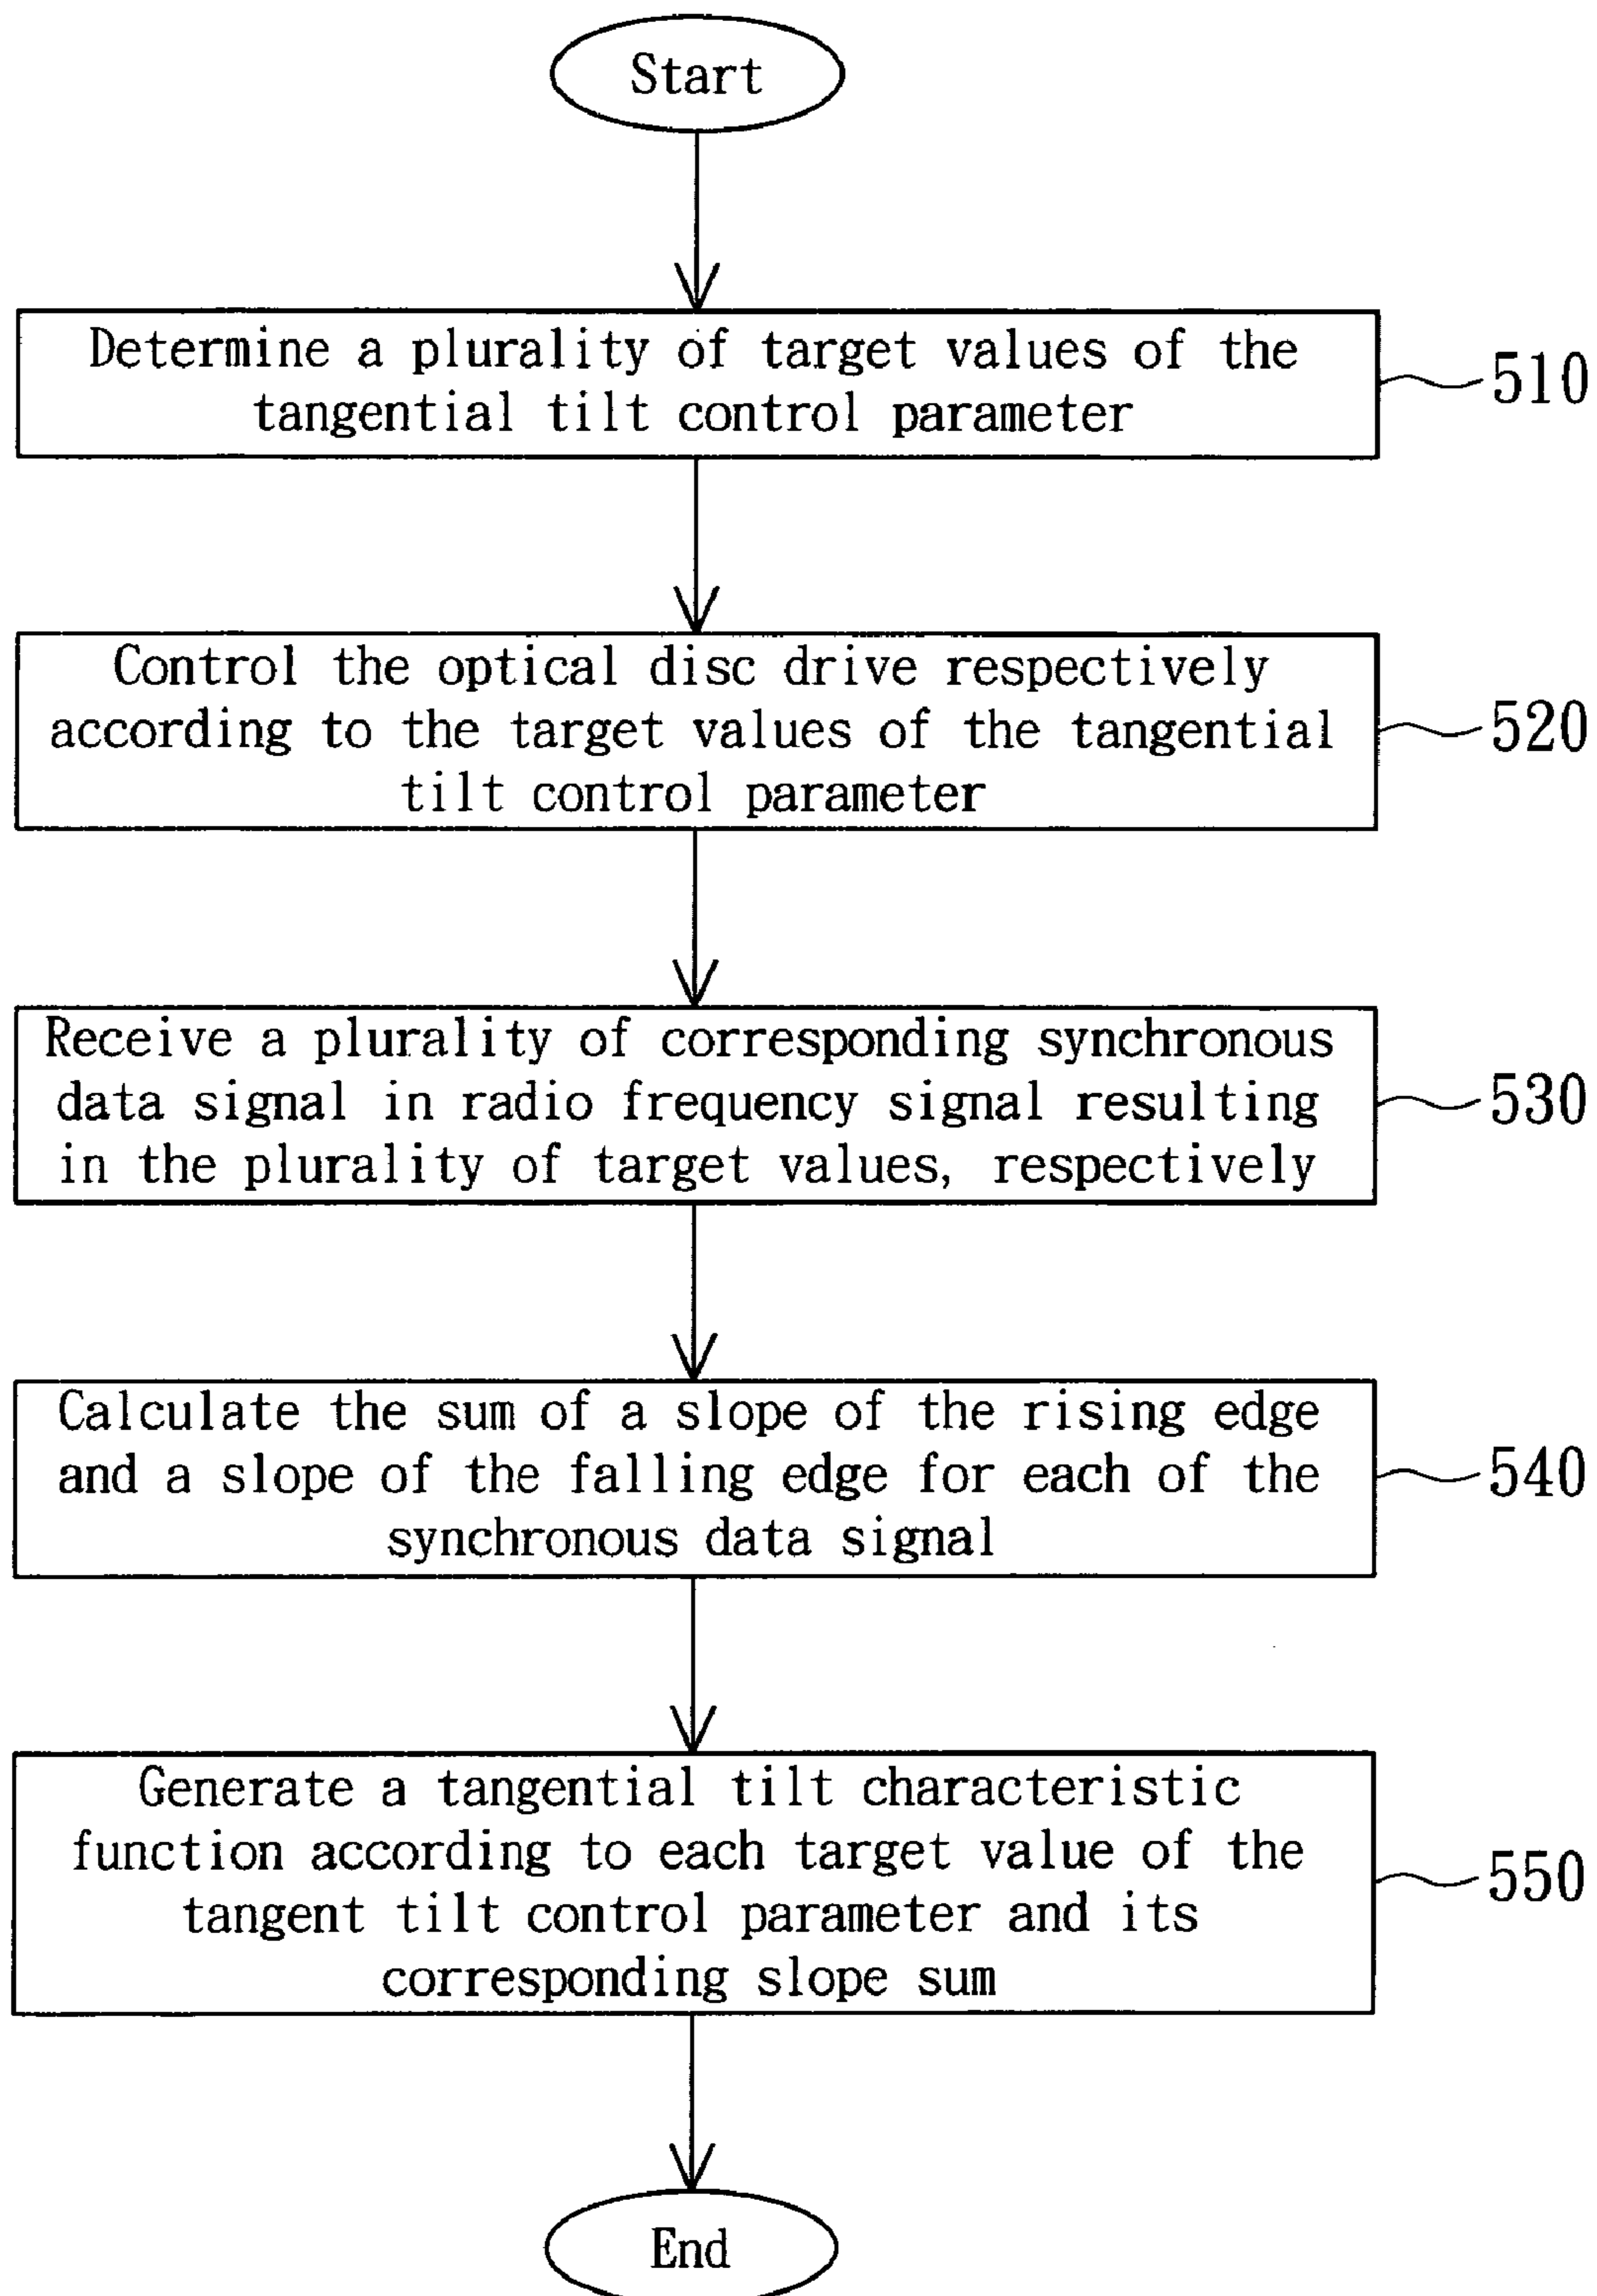 Start
Determine a plurality of target values of the
tangential tilt control parameter
510
Control the optical disc drive respectively
according to the target values of the tangential
tilt control parameter
520
Receive a plurality of corresponding synchronous
data signal in radio frequency signal resulting
in the plurality of target values, respectively
530
Calculate the sum of a slope of the rising edge
and a slope of the falling edge for each of the
synchronous data signal
540
Generate a tangential tilt characteristic
function according to each target value of the
tangent tilt control parameter and its
corresponding slope sum
550
End